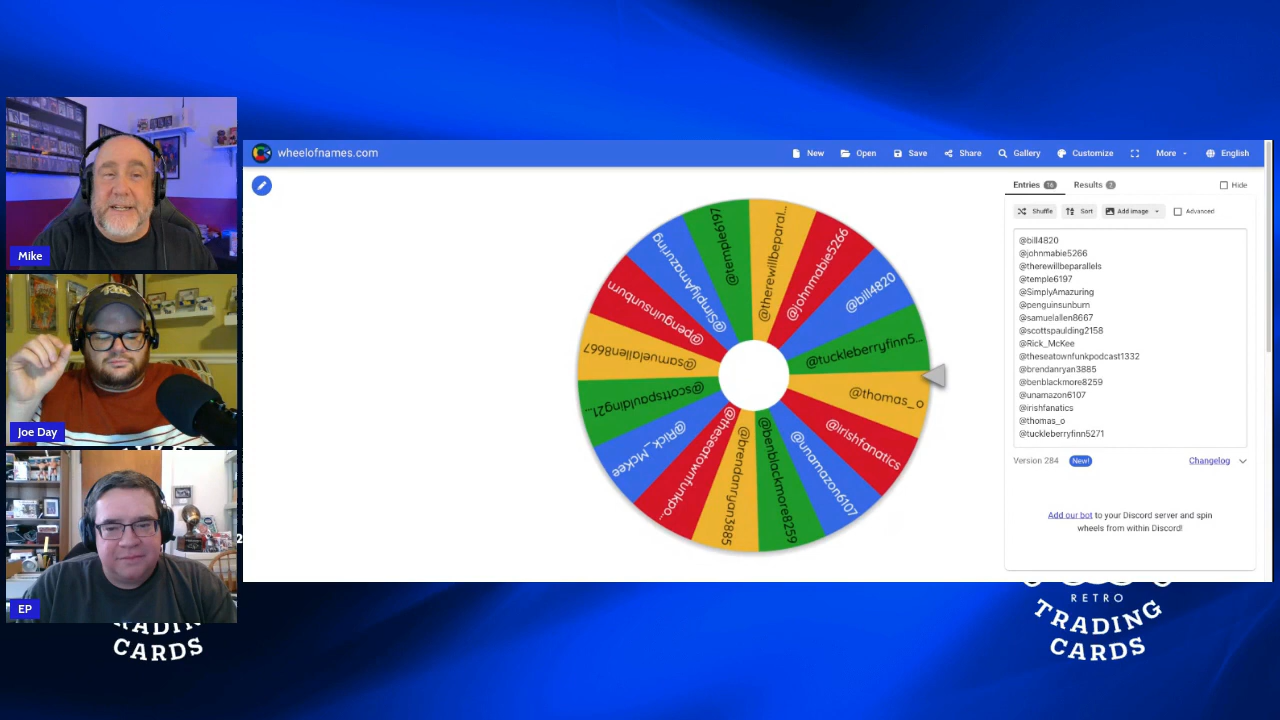 wheelofnames.com
New
Open
Save
Share
Gallery
Customize
More
English
Entries 16
Results
Hide
Shuffle
Sort
Add image
Advanced
@bill4820
@johnmabie5266
@therewillbeparallels
@temple6197
@SimplyAmazuring
@penguinsunburn
@samuelallen8667
@scottspaulding2158
@Rick_McKee
@theseatownfunkpodcast1332
@brendanryan3885
@benblackmore8259
@unamazon6107
@irishfanatics
@thomas_o
@tuckleberryfinn5271
Version 284 New! Changelog
Add our bot to your Discord server and spin
wheels from within Discord!
@temple6197
@therewillbeparal...
@johnmabie5266
@bill4820
@tuckleberryfinn5...
@thomas_o
@irishfanatics
@unamazon6107
@benblackmore8259
@brendanryan3885
@theseatownfunkpo...
@Rick_McKee
@scottspaulding21...
@samuelallen8667
@penguinsunburn
@SimplyAmazuring
Mike
Joe Day
EP
CARDS
RETRO
TRADING
CARDS